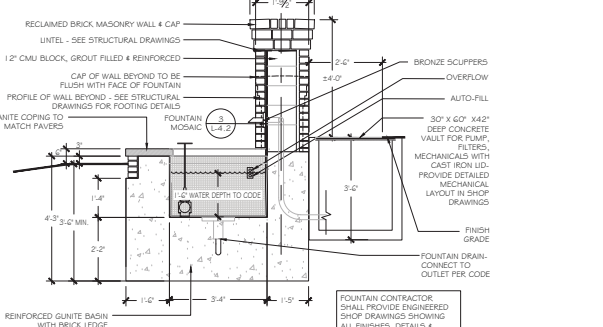 RECLAIMED BRICK MASONRY WALL & CAP
LINTEL - SEE STRUCTURAL DRAWINGS
12" CMU BLOCK, GROUT FILLED & REINFORCED
CAP OF WALL BEYOND TO BE
FLUSH WITH FACE OF FOUNTAIN
PROFILE OF WALL BEYOND - SEE STRUCTURAL
DRAWINGS FOR FOOTING DETAILS
NITE COPING TO
MATCH PAVERS
FOUNTAIN
MOSAIC
3
L-4.2
2'-6"
±4'-0"
BRONZE SCUPPERS
OVERFLOW
AUTO-FILL
30" X 60" X42"
DEEP CONCRETE
VAULT FOR PUMP,
FILTERS,
MECHANICALS WITH
CAST IRON LID-
PROVIDE DETAILED
MECHANICAL
LAYOUT IN SHOP
DRAWINGS
FINISH
GRADE
FOUNTAIN DRAIN-
CONNECT TO
OUTLET PER CODE
6"
3"
1'-4"
4'-3"
3'-6" MIN.
2'-2"
1'-6" WATER DEPTH TO CODE
3'-6"
1'-6"
3'-4"
1'-5"
REINFORCED GUNITE BASIN
WITH BRICK LEDGE
FOUNTAIN CONTRACTOR
SHALL PROVIDE ENGINEERED
SHOP DRAWINGS SHOWING
ALL FINISHES, DETAILS &